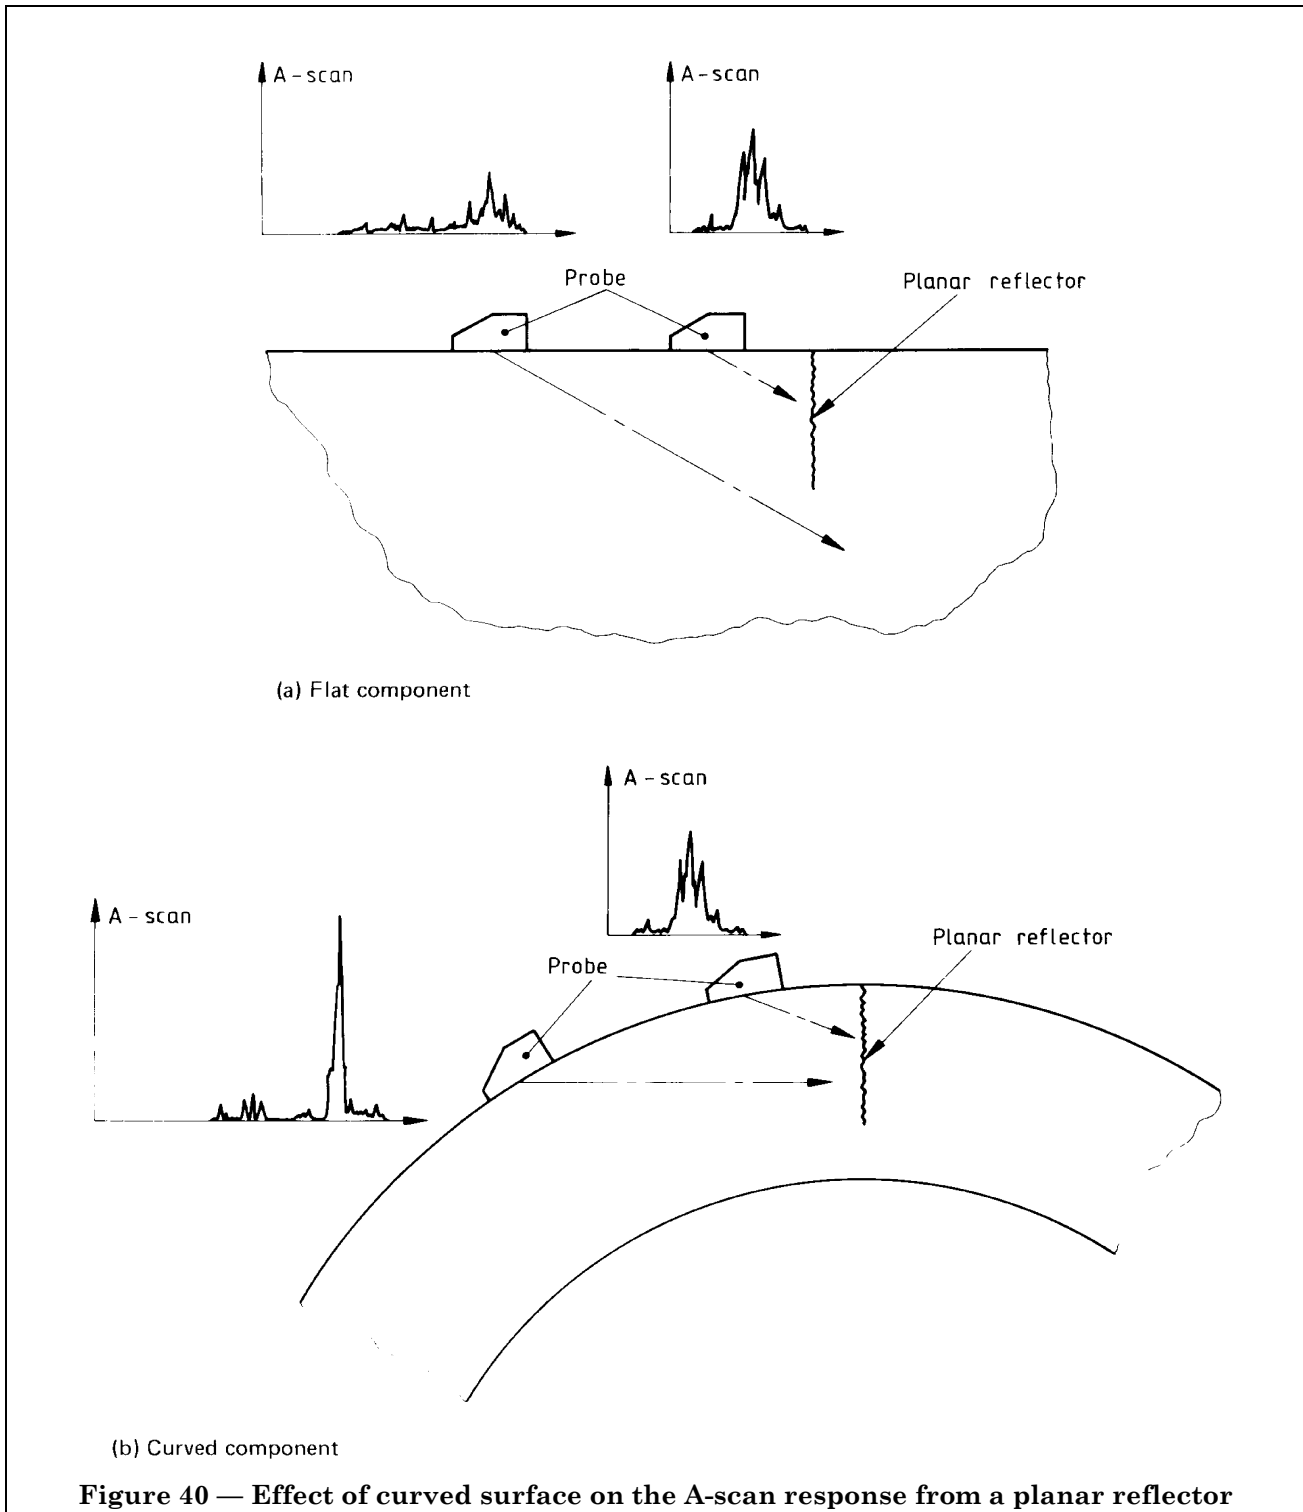 A - scan
A - scan
Probe
Planar reflector
(a) Flat component
A - scan
A - scan
Planar reflector
Probe
(b) Curved component
Figure 40 — Effect of curved surface on the A-scan response from a planar reflector